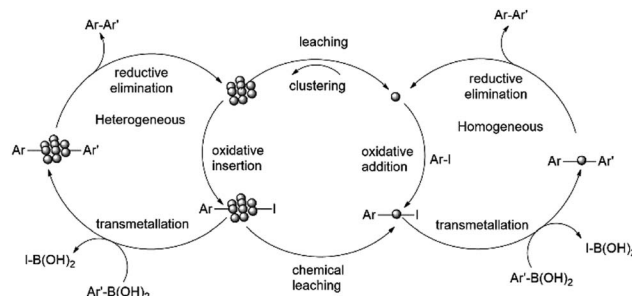 Ar-Ar'
reductive
elimination
Heterogeneous
Ar
Ar'
transmetallation
I-B(OH)2
Ar'-B(OH)2
leaching
clustering
oxidative
insertion
Ar
I
chemical
leaching
oxidative
addition
Ar-I
Ar
I
Ar-Ar'
reductive
elimination
Homogeneous
Ar
Ar'
transmetallation
I-B(OH)2
Ar'-B(OH)2